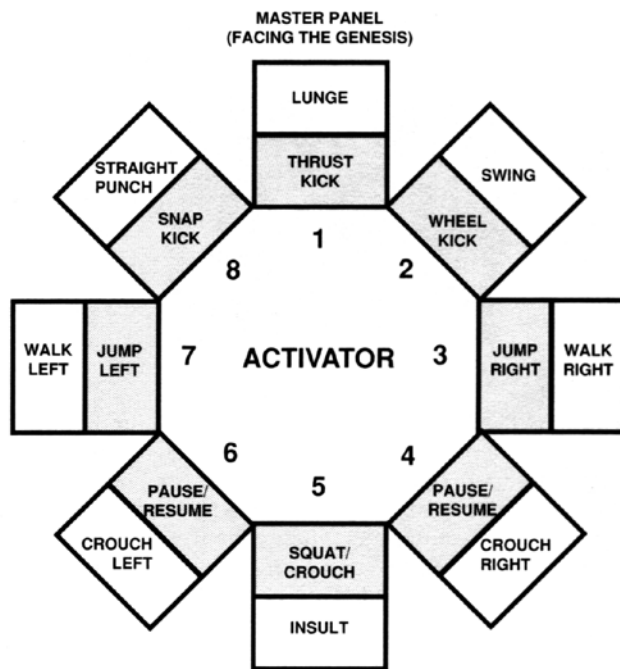 MASTER PANEL
(FACING THE GENESIS)
LUNGE
THRUST
KICK
STRAIGHT
PUNCH
SNAP
KICK
SWING
WHEEL
KICK
1
2
8
WALK
LEFT
JUMP
LEFT
7
ACTIVATOR
3
JUMP
RIGHT
WALK
RIGHT
6
5
4
PAUSE/
RESUME
CROUCH
LEFT
SQUAT/
CROUCH
INSULT
PAUSE/
RESUME
CROUCH
RIGHT